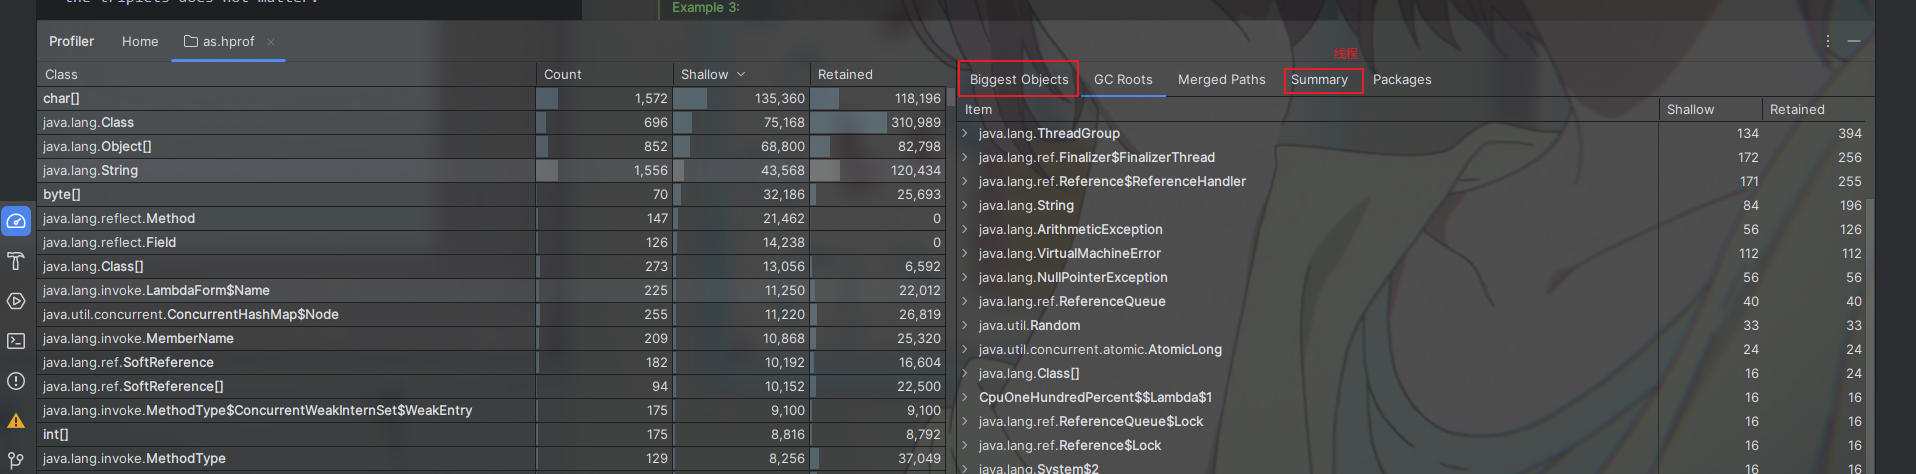 the triplets does not matter.
Example 3:
Profiler Home as.hprof
线程
Class Count Shallow Retained
char[] 1,572 135,360 118,196
java.lang.Class 696 75,168 310,989
java.lang.Object[] 852 68,800 82,798
java.lang.String 1,556 43,568 120,434
byte[] 70 32,186 25,693
java.lang.reflect.Method 147 21,462 0
java.lang.reflect.Field 126 14,238 0
java.lang.Class[] 273 13,056 6,592
java.lang.invoke.LambdaForm$Name 225 11,250 22,012
java.util.concurrent.ConcurrentHashMap$Node 255 11,220 26,819
java.lang.invoke.MemberName 209 10,868 25,320
java.lang.ref.SoftReference 182 10,192 16,604
java.lang.ref.SoftReference[] 94 10,152 22,500
java.lang.invoke.MethodType$ConcurrentWeakInternSet$WeakEntry 175 9,100 9,100
int[] 175 8,816 8,792
java.lang.invoke.MethodType 129 8,256 37,049
Biggest Objects GC Roots Merged Paths Summary Packages
Item Shallow Retained
java.lang.ThreadGroup 134 394
java.lang.ref.Finalizer$FinalizerThread 172 256
java.lang.ref.Reference$ReferenceHandler 171 255
java.lang.String 84 196
java.lang.ArithmeticException 56 126
java.lang.VirtualMachineError 112 112
java.lang.NullPointerException 56 56
java.lang.ref.ReferenceQueue 40 40
java.util.Random 33 33
java.util.concurrent.atomic.AtomicLong 24 24
java.lang.Class[] 16 24
CpuOneHundredPercent$$Lambda$1 16 16
java.lang.ref.ReferenceQueue$Lock 16 16
java.lang.ref.Reference$Lock 16 16
java.lang.System$2 16 16